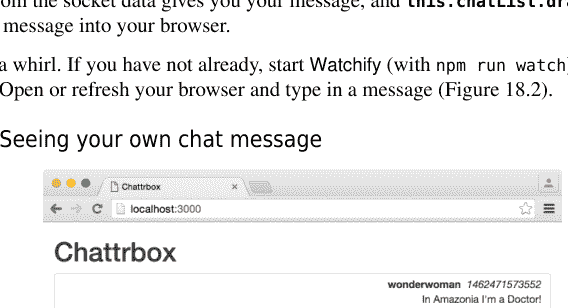 om the socket data gives you your message, and this.chatList.dra
message into your browser.
a whirl. If you have not already, start Watchify (with npm run watch)
Open or refresh your browser and type in a message (Figure 18.2).
Seeing your own chat message
Chattrbox
localhost:3000
Chattrbox
wonderwoman 1462471573552
In Amazonia I'm a Doctor!